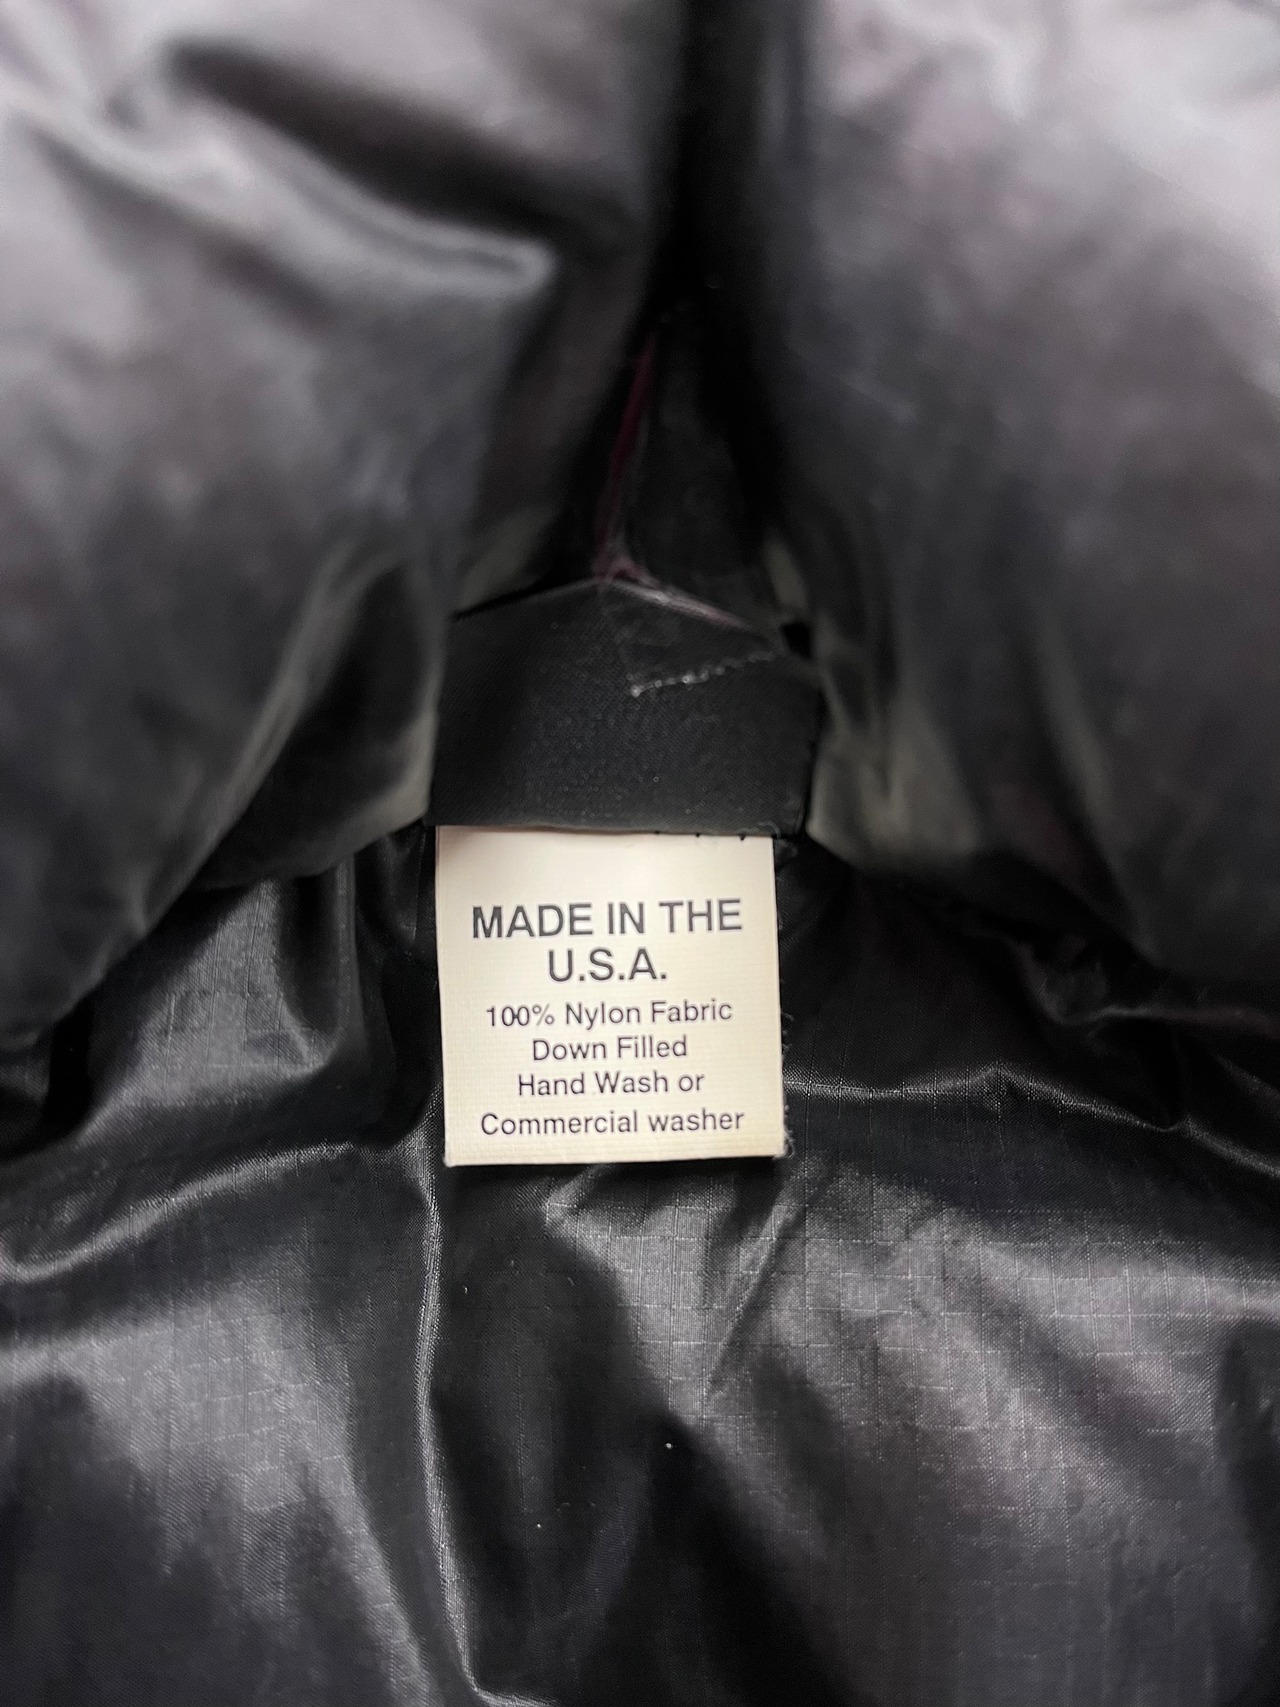 MADE IN THE
U.S.A.
100% Nylon Fabric
Down Filled
Hand Wash or
Commercial washer